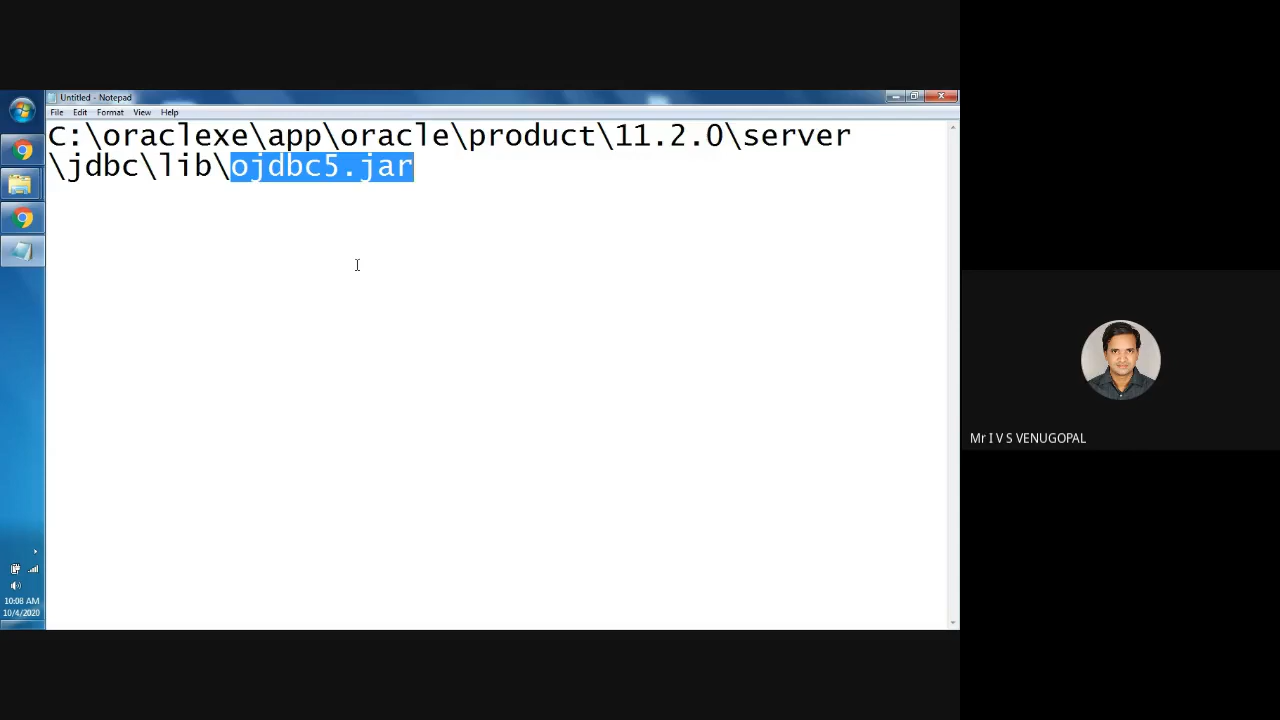 Untitled - Notepad
File Edit Format View Help
C:\oraclexe\app\oracle\product\11.2.0\server
\jdbc\lib\ojdbc5.jar
10:08 AM
10/4/2020
Mr I V S VENUGOPAL